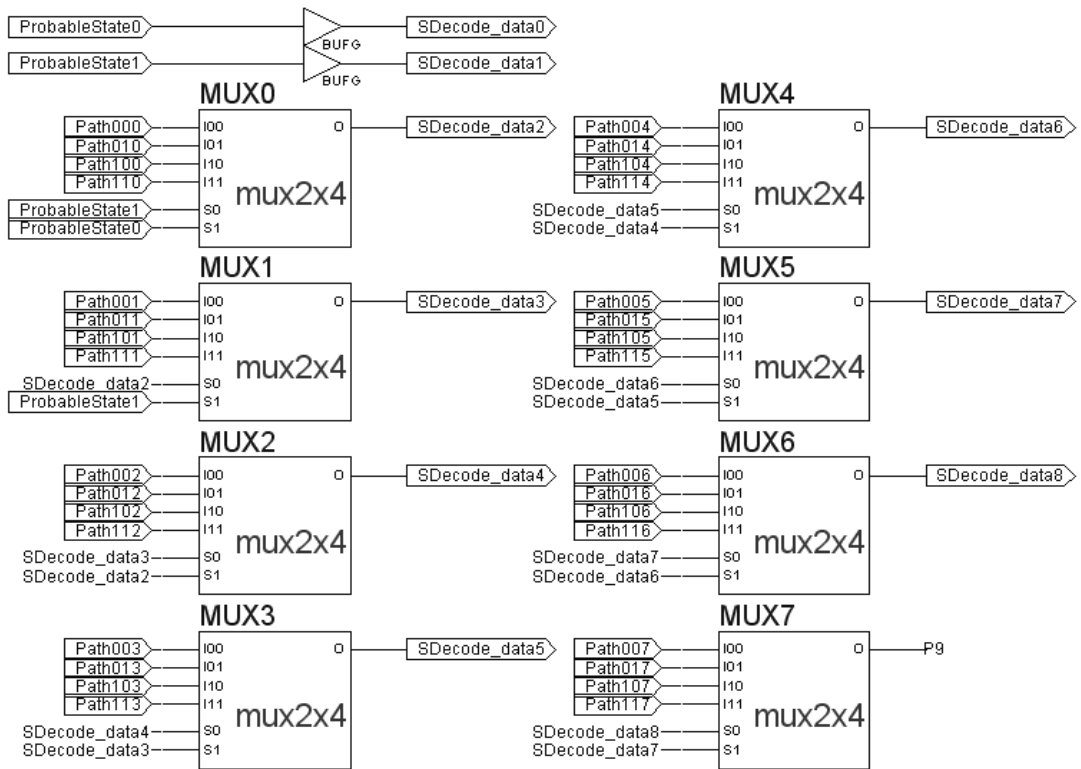 ProbableState0 SDecode_data0
BUFG
ProbableState1 SDecode_data1
BUFG
MUX0
Path000 I00 O SDecode_data2
Path010 I01
Path100 I10
Path110 I11
mux2x4
ProbableState1 S0
ProbableState0 S1
MUX1
Path001 I00 O SDecode_data3
Path011 I01
Path101 I10
Path111 I11
mux2x4
SDecode_data2 S0
ProbableState1 S1
MUX2
Path002 I00 O SDecode_data4
Path012 I01
Path102 I10
Path112 I11
mux2x4
SDecode_data3 S0
SDecode_data2 S1
MUX3
Path003 I00 O SDecode_data5
Path013 I01
Path103 I10
Path113 I11
mux2x4
SDecode_data4 S0
SDecode_data3 S1
MUX4
Path004 I00 O SDecode_data6
Path014 I01
Path104 I10
Path114 I11
mux2x4
SDecode_data5 S0
SDecode_data4 S1
MUX5
Path005 I00 O SDecode_data7
Path015 I01
Path105 I10
Path115 I11
mux2x4
SDecode_data6 S0
SDecode_data5 S1
MUX6
Path006 I00 O SDecode_data8
Path016 I01
Path106 I10
Path116 I11
mux2x4
SDecode_data7 S0
SDecode_data6 S1
MUX7
Path007 I00 O P9
Path017 I01
Path107 I10
Path117 I11
mux2x4
SDecode_data8 S0
SDecode_data7 S1